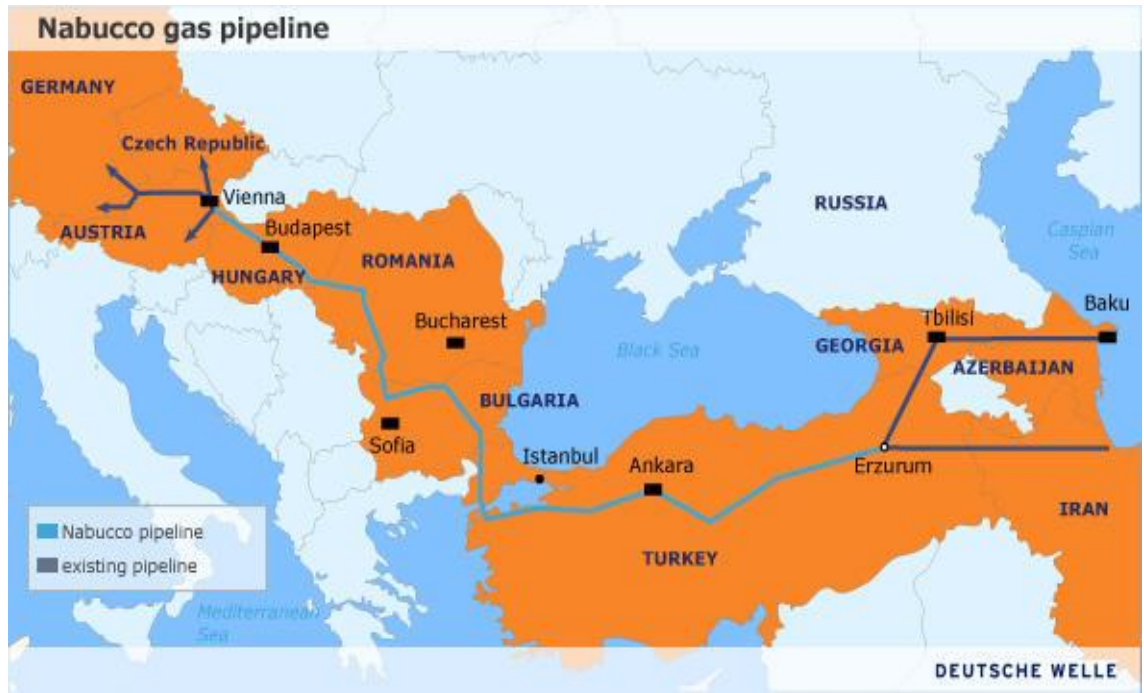 Nabucco gas pipeline
GERMANY
Czech Republic
Vienna
AUSTRIA
Budapest
HUNGARY
ROMANIA
Bucharest
BULGARIA
Sofia
Istanbul
Ankara
TURKEY
Black Sea
RUSSIA
Caspian
Sea
Baku
Tbilisi
GEORGIA
AZERBAIJAN
Erzurum
IRAN
Nabucco pipeline
existing pipeline
Mediterranean
Sea
DEUTSCHE WELLE